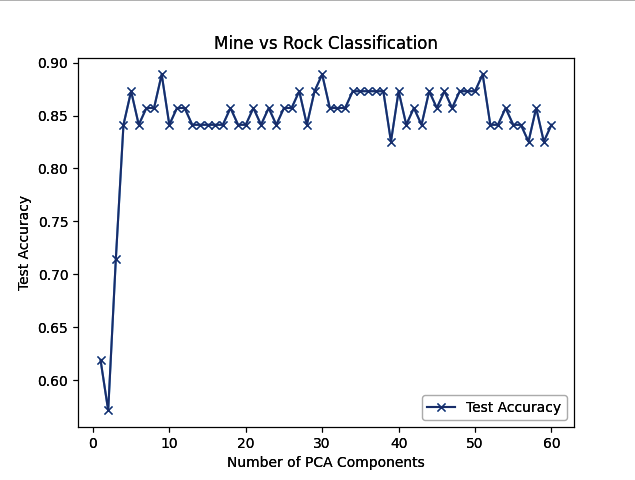 Mine vs Rock Classification
0.90
0.85
0.80
0.75
0.70
0.65
0.60
Test Accuracy
Test Accuracy
0 10 20 30 40 50 60
Number of PCA Components